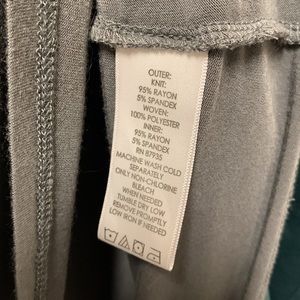 OUTER:
KNIT:
95% RAYON
5% SPANDEX
WOVEN:
100% POLYESTER
INNER:
95% RAYON
5% SPANDEX
RN 87935
MACHINE WASH COLD
SEPARATELY
ONLY NON-CHLORINE
BLEACH
WHEN NEEDED
TUMBLE DRY LOW
REMOVE PROMPTLY
LOW IRON IF NEEDED